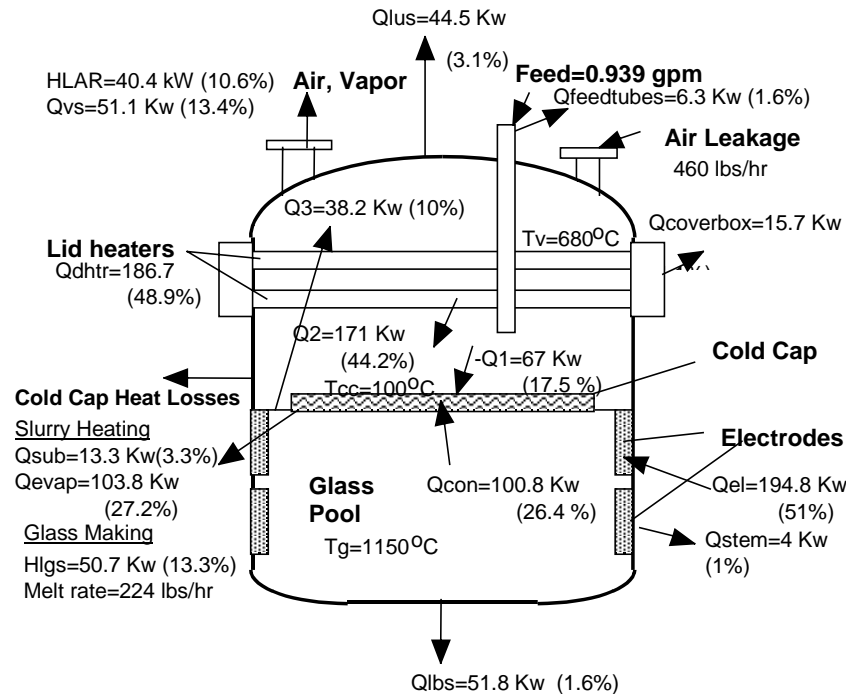 Qlus=44.5 Kw
(3.1%)
HLAR=40.4 kW (10.6%)
Qvs=51.1 Kw (13.4%)
Air, Vapor
Feed=0.939 gpm
Qfeedtubes=6.3 Kw (1.6%)
Air Leakage
460 lbs/hr
Q3=38.2 Kw (10%)
Qcoverbox=15.7 Kw
Tv=680OC
Lid heaters
Qdhtr=186.7
(48.9%)
Q2=171 Kw
(44.2%)
-Q1=67 Kw
(17.5 %)
Cold Cap
Tcc=100OC
Cold Cap Heat Losses
Slurry Heating
Qsub=13.3 Kw(3.3%)
Qevap=103.8 Kw
(27.2%)
Glass Making
Hlgs=50.7 Kw (13.3%)
Melt rate=224 lbs/hr
Glass
Pool
Tg=1150OC
Qcon=100.8 Kw
(26.4 %)
Electrodes
Qel=194.8 Kw
(51%)
Qstem=4 Kw
(1%)
Qlbs=51.8 Kw (1.6%)